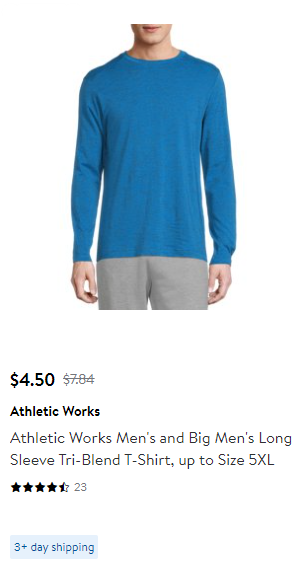 $4.50 $7.84
Athletic Works
Athletic Works Men's and Big Men's Long
Sleeve Tri-Blend T-Shirt, up to Size 5XL
23
3+ day shipping